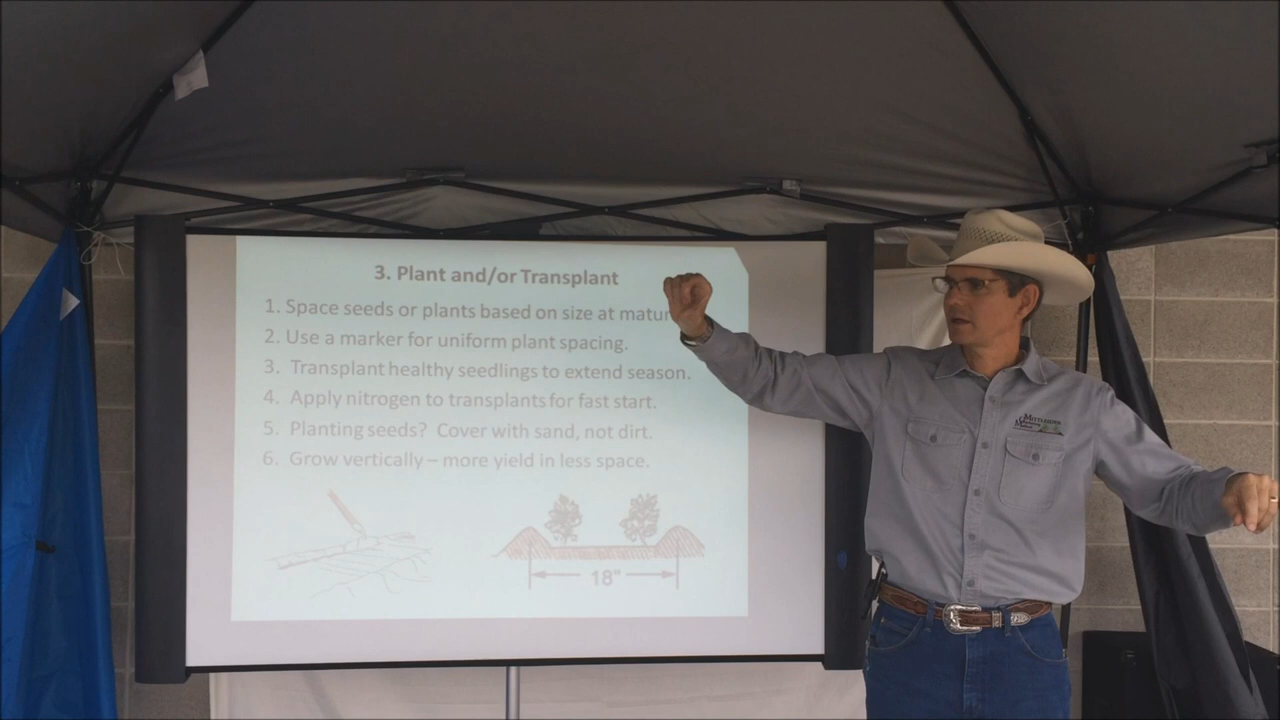 3. Plant and/or Transplant
1. Space seeds or plants based on size at matur
2. Use a marker for uniform plant spacing.
3. Transplant healthy seedlings to extend season.
4. Apply nitrogen to transplants for fast start.
5. Planting seeds? Cover with sand, not dirt.
6. Grow vertically – more yield in less space.
18"
MITTLEIDER